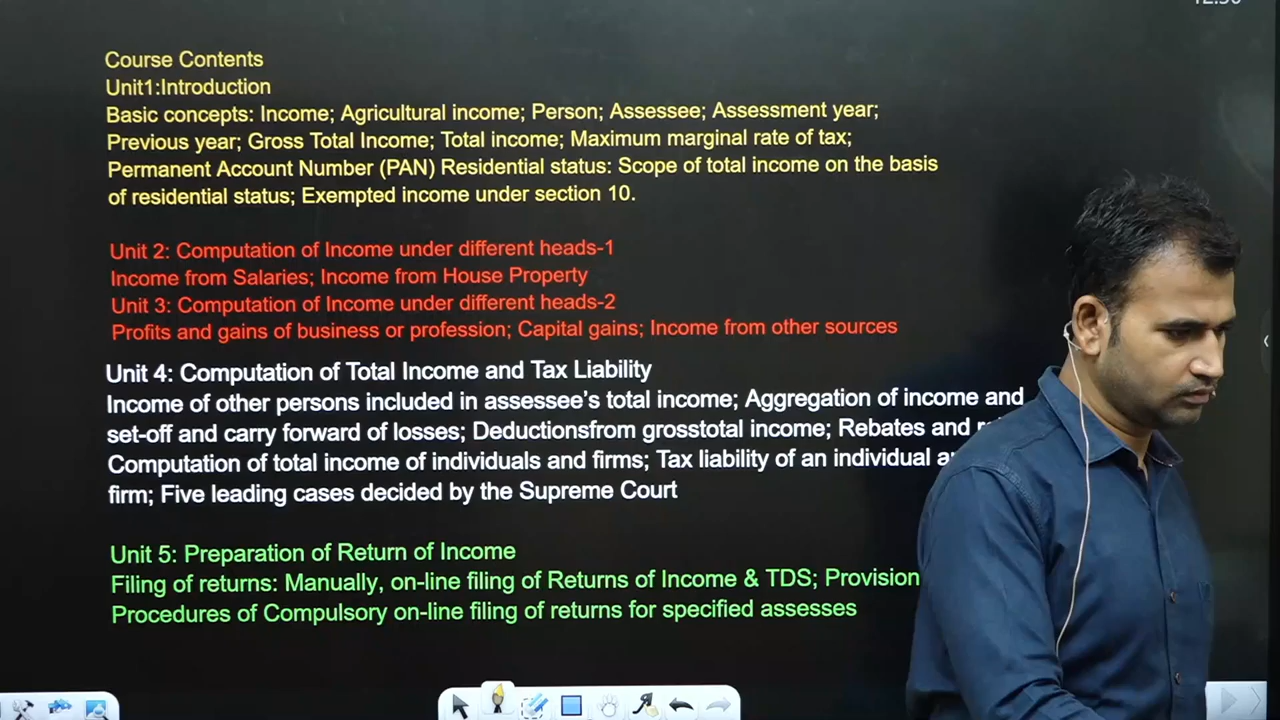 Course Contents
Unit1:Introduction
Basic concepts: Income; Agricultural income; Person; Assessee; Assessment year;
Previous year; Gross Total Income; Total income; Maximum marginal rate of tax;
Permanent Account Number (PAN) Residential status: Scope of total income on the basis
of residential status; Exempted income under section 10.
Unit 2: Computation of Income under different heads-1
Income from Salaries; Income from House Property
Unit 3: Computation of Income under different heads-2
Profits and gains of business or profession; Capital gains; Income from other sources
Unit 4: Computation of Total Income and Tax Liability
Income of other persons included in assessee's total income; Aggregation of income and
set-off and carry forward of losses; Deductionsfrom grosstotal income; Rebates and
Computation of total income of individuals and firms; Tax liability of an individual
firm; Five leading cases decided by the Supreme Court
Unit 5: Preparation of Return of Income
Filing of returns: Manually, on-line filing of Returns of Income & TDS; Provision
Procedures of Compulsory on-line filing of returns for specified assesses